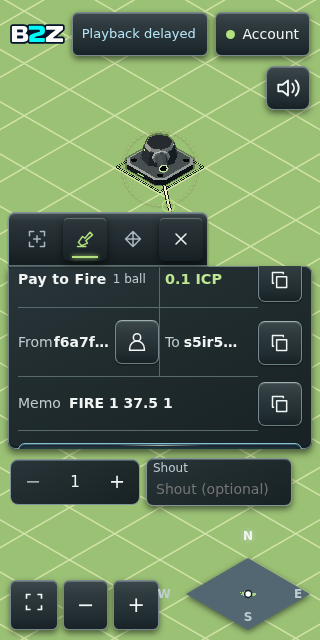 B2Z
Playback delayed
Account
Pay to Fire 1 ball
0.1 ICP
From f6a7f...
To s5ir5...
Memo FIRE 1 37.5 1
− 1 +
Shout
Shout (optional)
N
W
E
S
− +